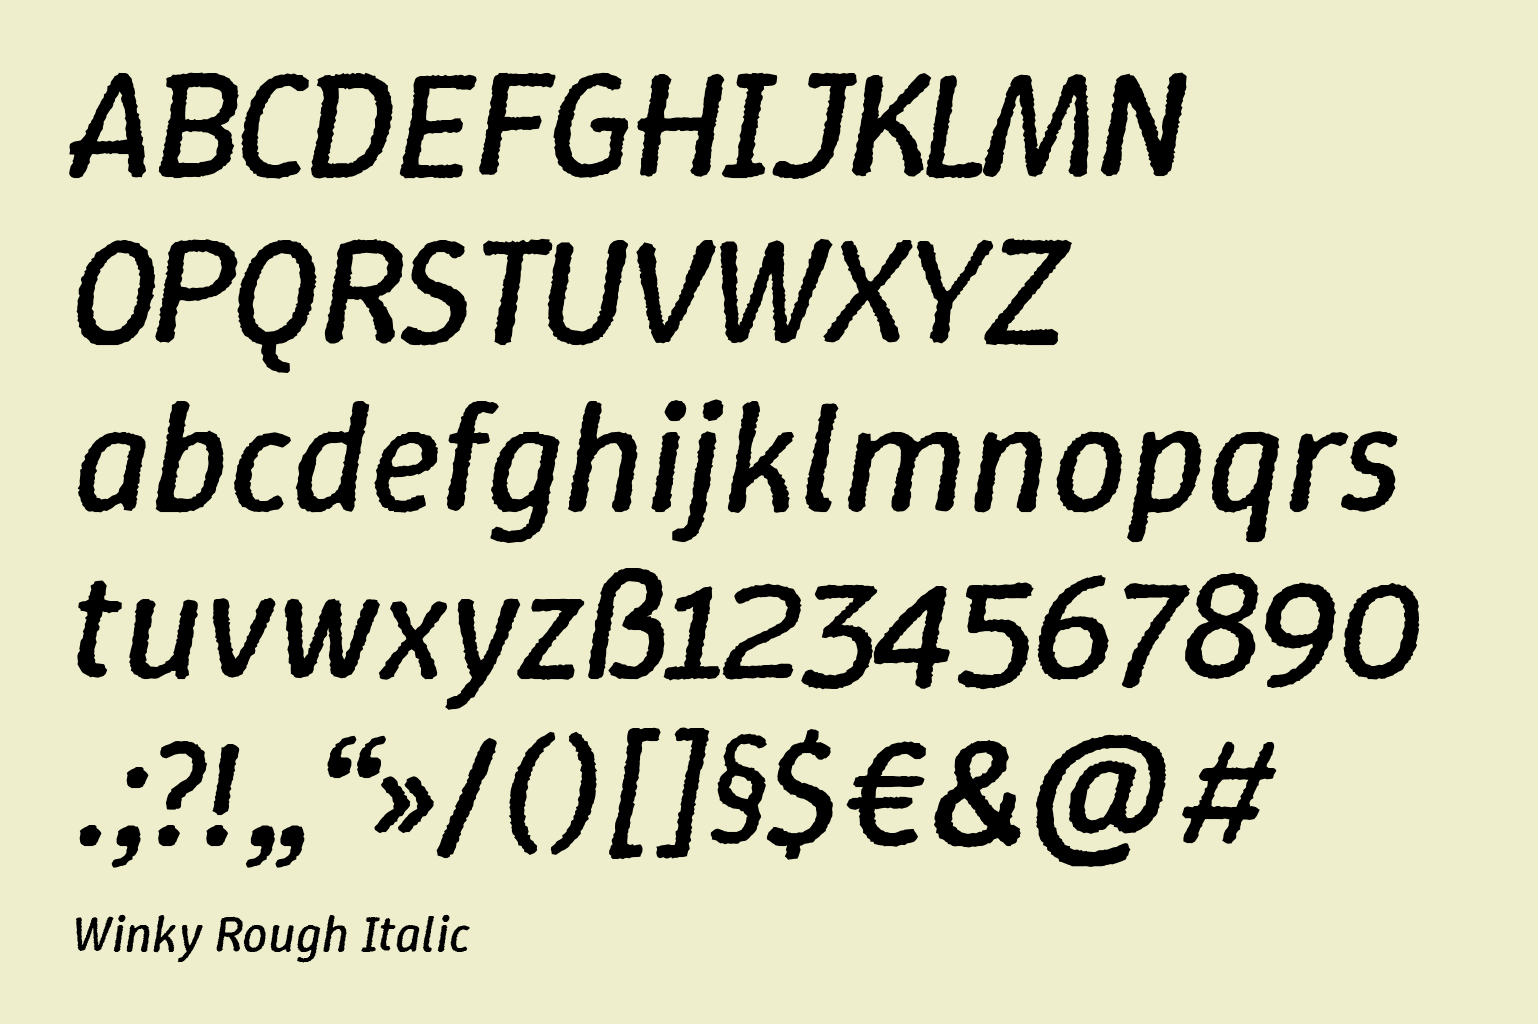 ABCDEFGHIJKLMN
OPQRSTUVWXYZ
abcdefghijklmnopqrs
tuvwxyzß1234567890
.,;?!„“»/()[]§$€&@#
Winky Rough Italic